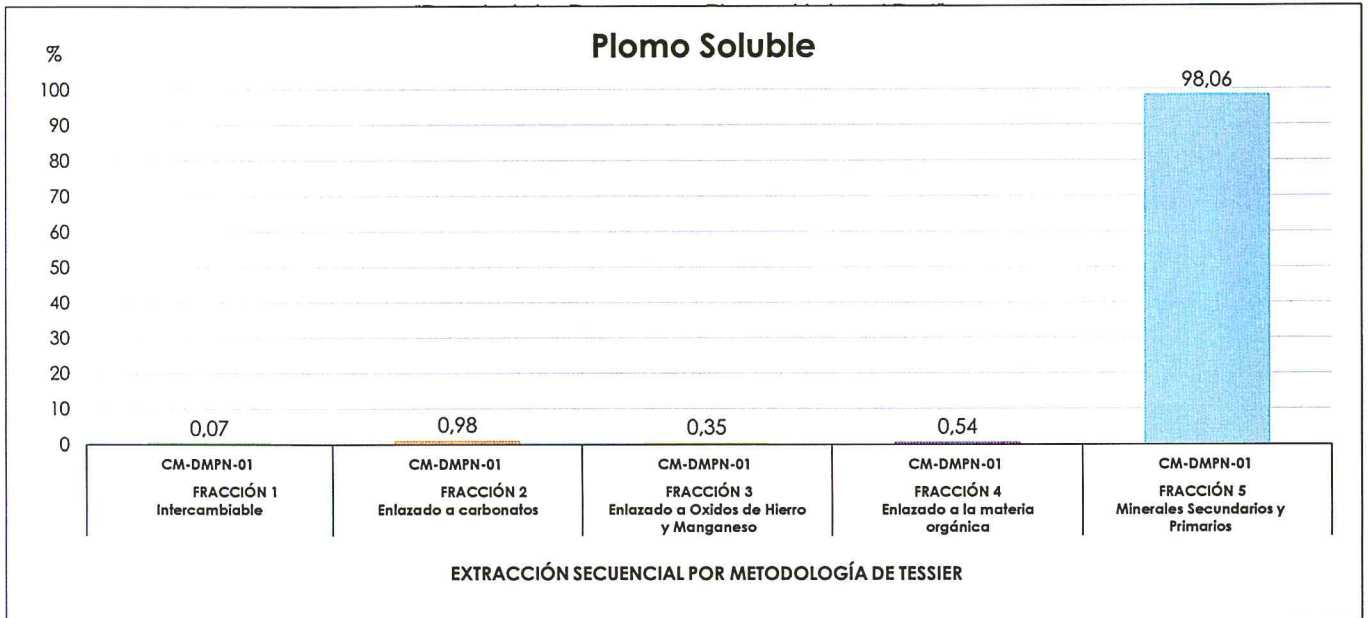 Plomo Soluble
%
100
90
80
70
60
50
40
30
20
10
0
0,07
0,98
0,35
0,54
98,06
CM-DMPN-01
FRACCIÓN 1
Intercambiable
CM-DMPN-01
FRACCIÓN 2
Enlazado a carbonatos
CM-DMPN-01
FRACCIÓN 3
Enlazado a Oxidos de Hierro
y Manganeso
CM-DMPN-01
FRACCIÓN 4
Enlazado a la materia
orgánica
CM-DMPN-01
FRACCIÓN 5
Minerales Secundarios y
Primarios
EXTRACCIÓN SECUENCIAL POR METODOLOGÍA DE TESSIER